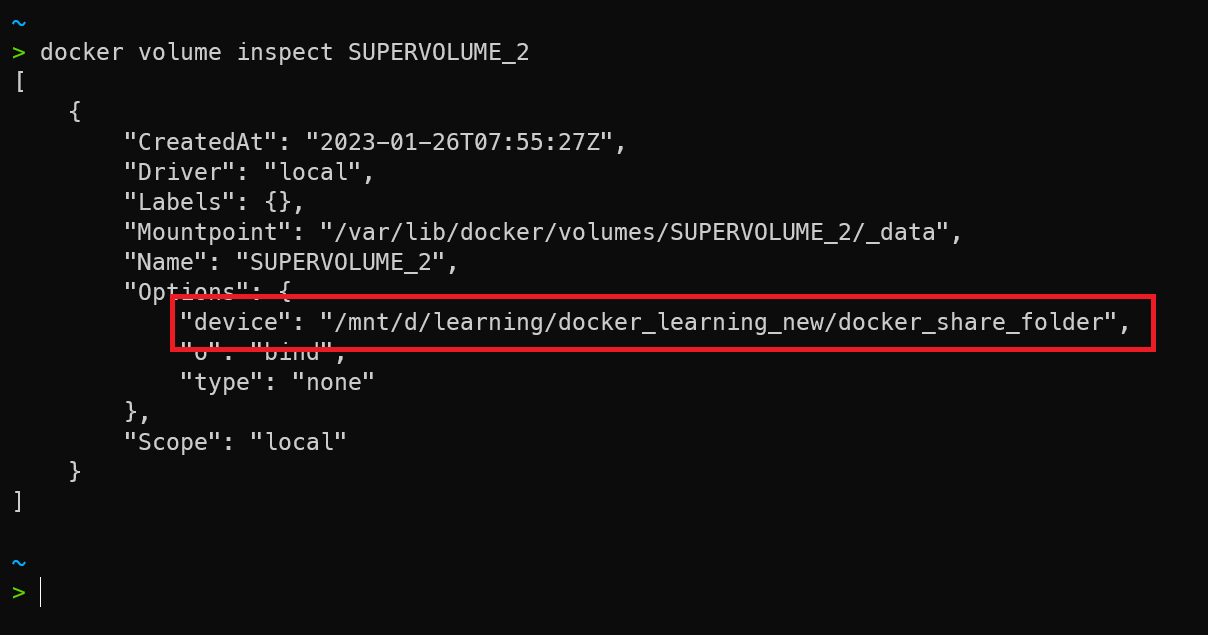 ~
> docker volume inspect SUPERVOLUME_2
[
    {
        "CreatedAt": "2023-01-26T07:55:27Z",
        "Driver": "local",
        "Labels": {},
        "Mountpoint": "/var/lib/docker/volumes/SUPERVOLUME_2/_data",
        "Name": "SUPERVOLUME_2",
        "Options": {
            "device": "/mnt/d/learning/docker_learning_new/docker_share_folder",
            "o": "bind",
            "type": "none"
        },
        "Scope": "local"
    }
]
~
>